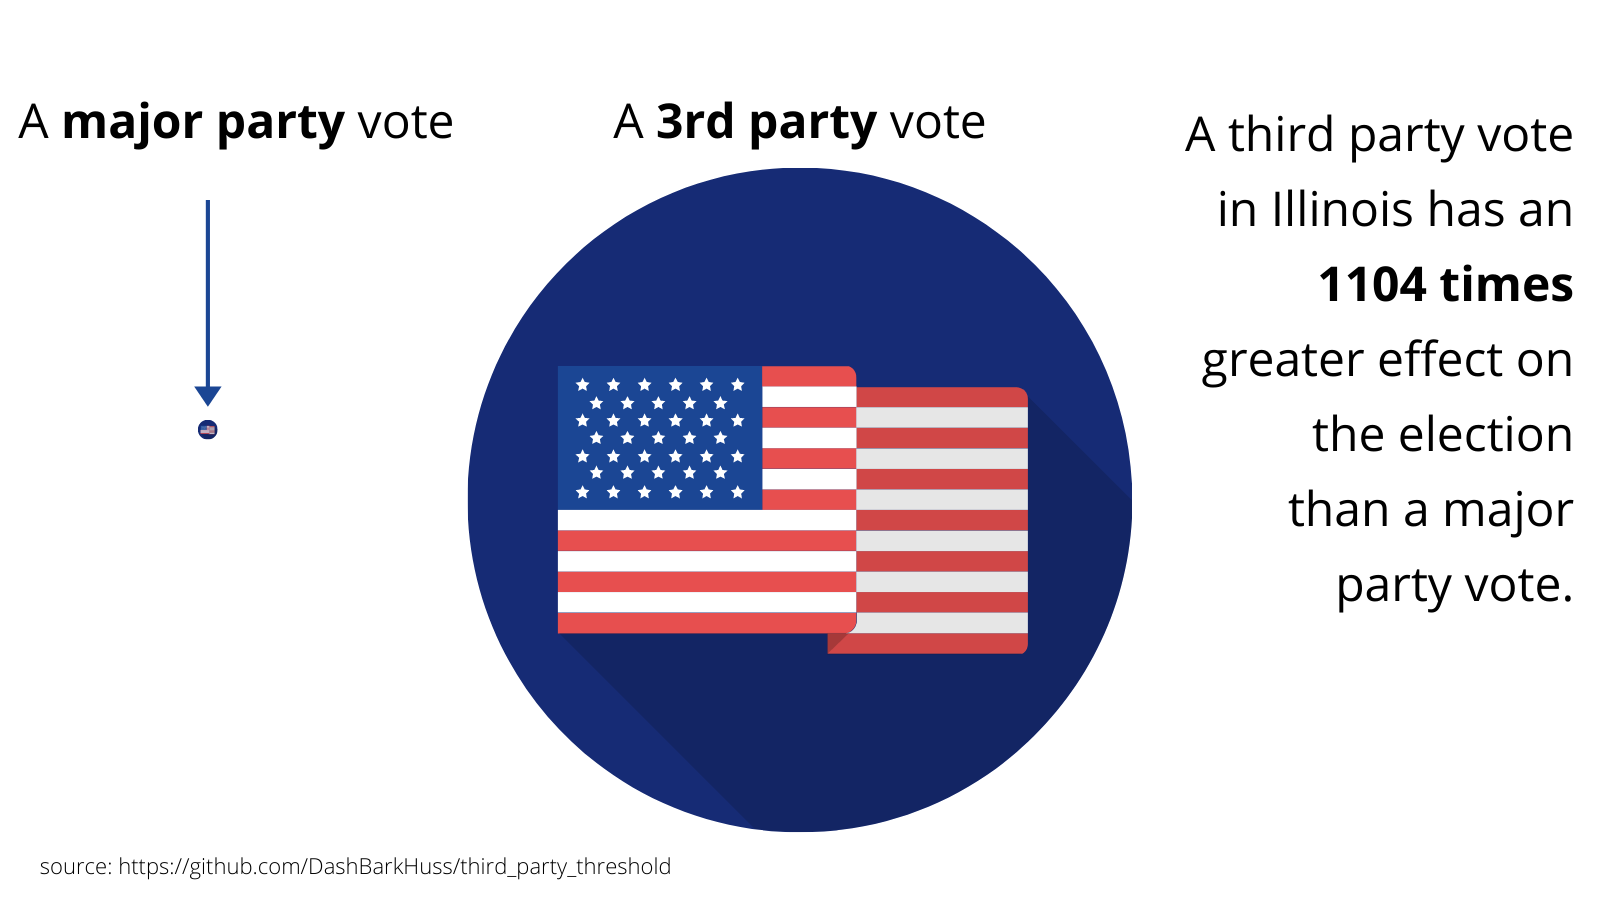 A major party vote
A 3rd party vote
A third party vote
in Illinois has an
1104 times
greater effect on
the election
than a major
party vote.
source: https://github.com/DashBarkHuss/third_party_threshold